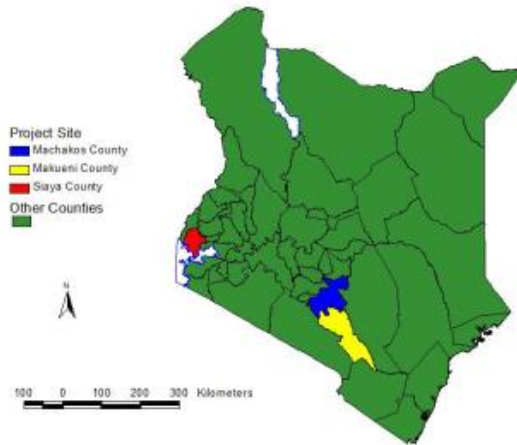 Project Site
Machakos County
Makueni County
Siaya County
Other Counties
N
100 0 100 200 300 Kilometers